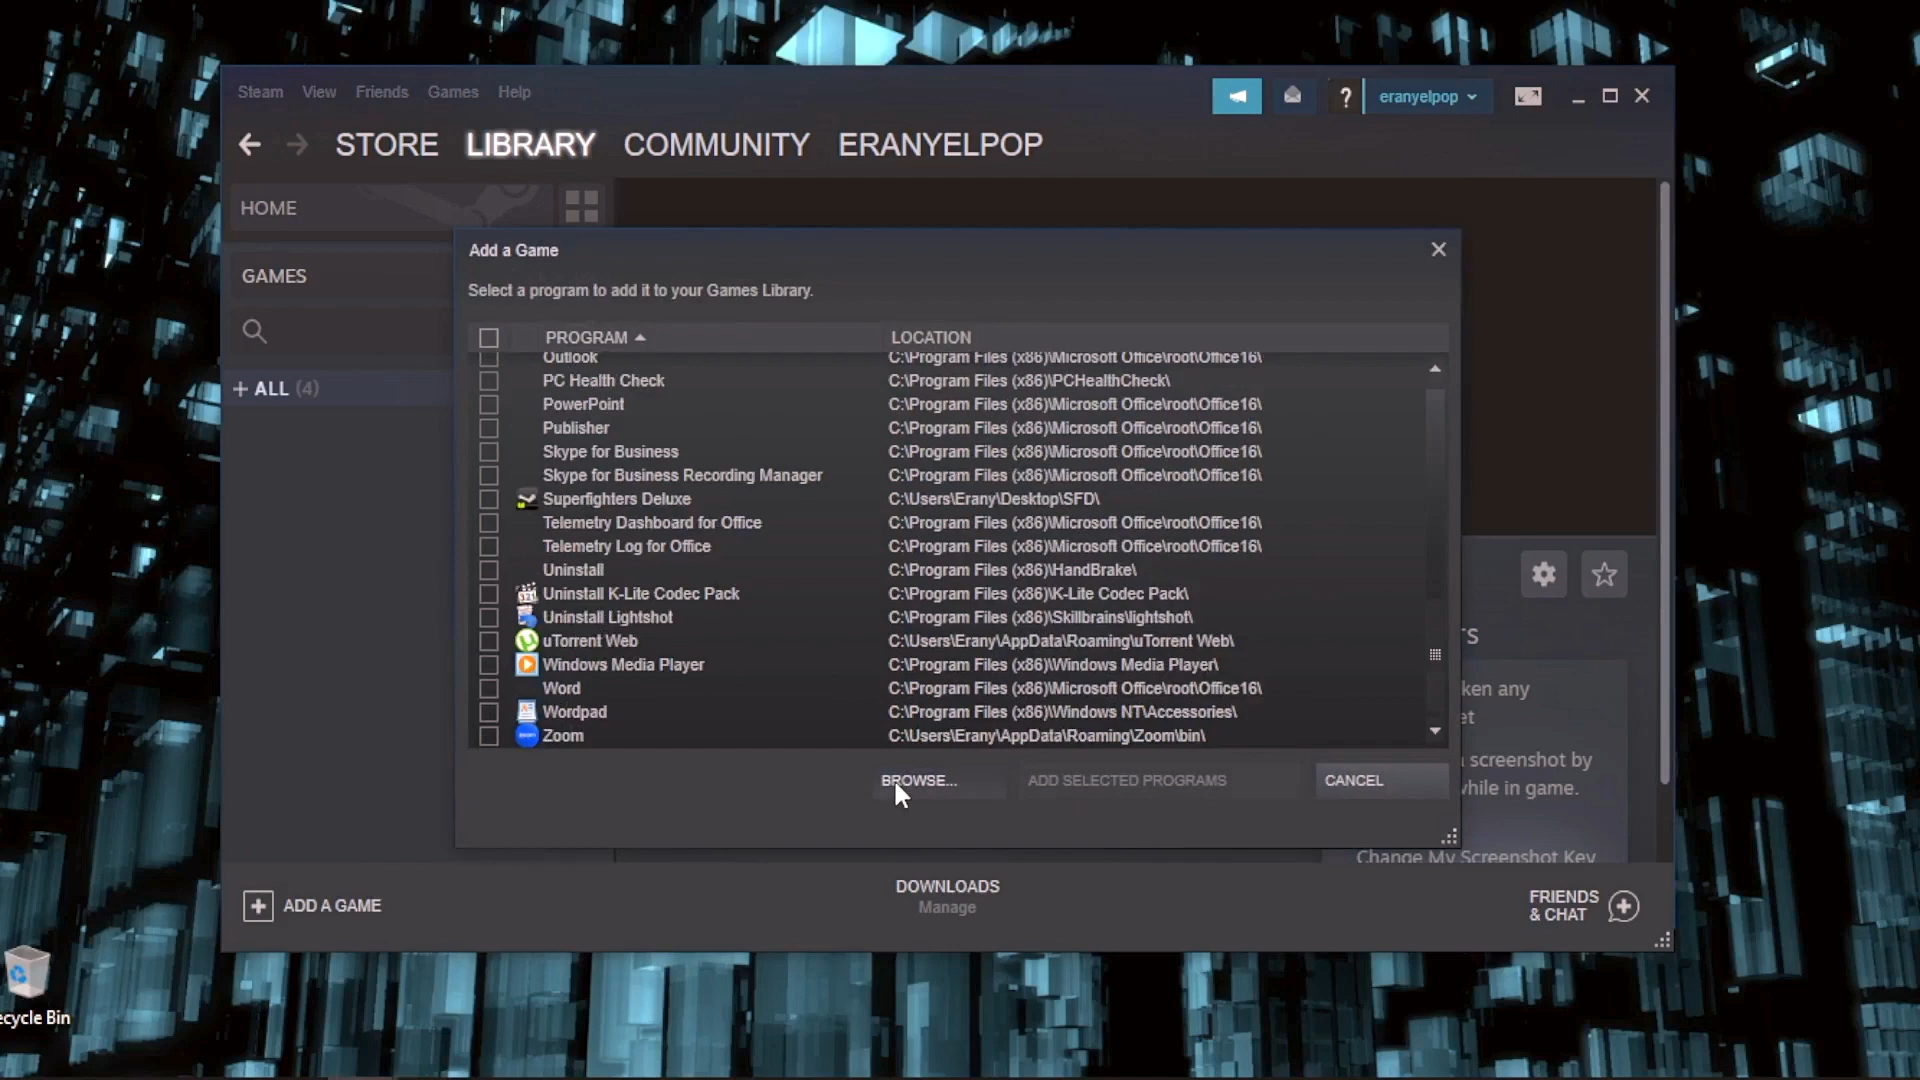 Steam View Friends Games Help
eranyelpop
STORE LIBRARY COMMUNITY ERANYELPOP
HOME
GAMES
+ ALL (4)
Add a Game
Select a program to add it to your Games Library.
PROGRAM LOCATION
Outlook C:\Program Files (x86)\Microsoft Office\root\Office16\
PC Health Check C:\Program Files (x86)\PCHealthCheck\
PowerPoint C:\Program Files (x86)\Microsoft Office\root\Office16\
Publisher C:\Program Files (x86)\Microsoft Office\root\Office16\
Skype for Business C:\Program Files (x86)\Microsoft Office\root\Office16\
Skype for Business Recording Manager C:\Program Files (x86)\Microsoft Office\root\Office16\
Superfighters Deluxe C:\Users\Erany\Desktop\SFD\
Telemetry Dashboard for Office C:\Program Files (x86)\Microsoft Office\root\Office16\
Telemetry Log for Office C:\Program Files (x86)\Microsoft Office\root\Office16\
Uninstall C:\Program Files (x86)\HandBrake\
Uninstall K-Lite Codec Pack C:\Program Files (x86)\K-Lite Codec Pack\
Uninstall Lightshot C:\Program Files (x86)\Skillbrains\lightshot\
uTorrent Web C:\Users\Erany\AppData\Roaming\uTorrent Web\
Windows Media Player C:\Program Files (x86)\Windows Media Player\
Word C:\Program Files (x86)\Microsoft Office\root\Office16\
Wordpad C:\Program Files (x86)\Windows NT\Accessories\
Zoom C:\Users\Erany\AppData\Roaming\Zoom\bin\
BROWSE... ADD SELECTED PROGRAMS CANCEL
TS
ken any
et
screenshot by
while in game.
Change My Screenshot Key
ADD A GAME
DOWNLOADS
Manage
FRIENDS
& CHAT
ecycle Bin